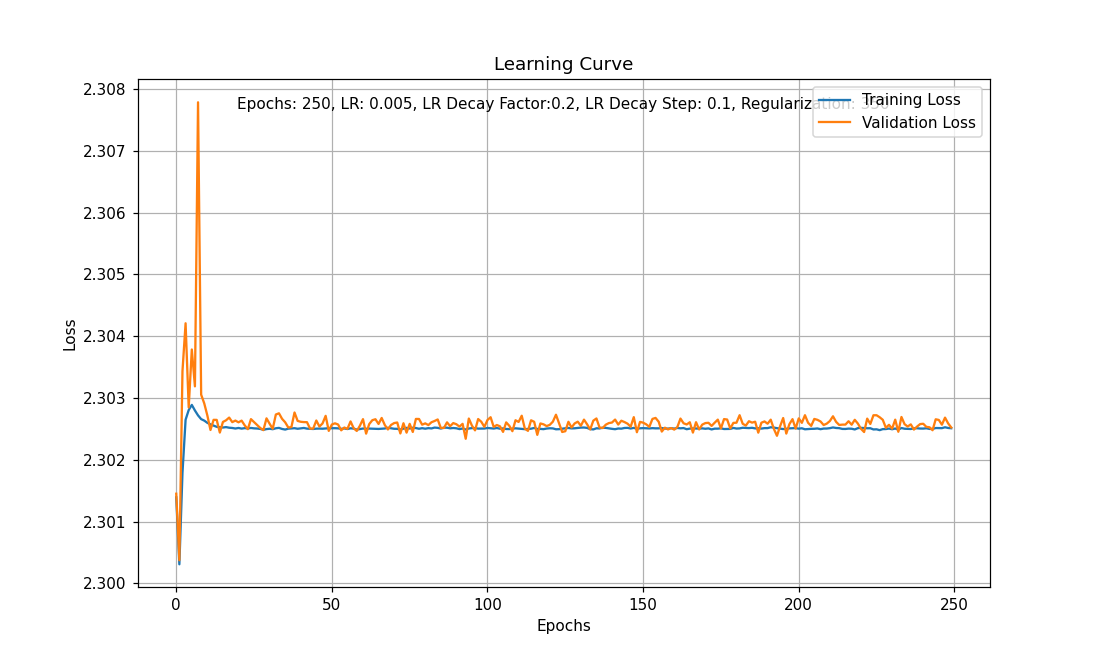 Learning Curve
2.308
2.307
2.306
2.305
2.304
2.303
2.302
2.301
2.300
Loss
Epochs: 250, LR: 0.005, LR Decay Factor:0.2, LR Decay Step: 0.1, Regularization:
Training Loss
Validation Loss
0 50 100 150 200 250
Epochs